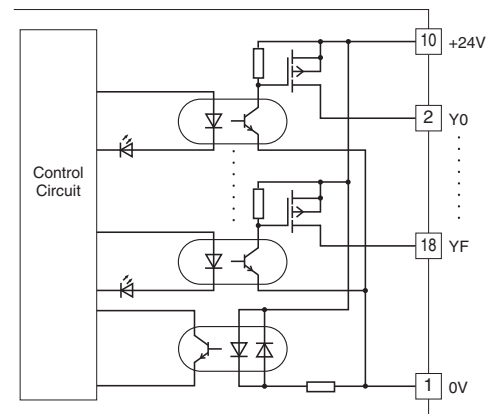 10 +24V
2 Y0
Control
Circuit
18 YF
1 0V